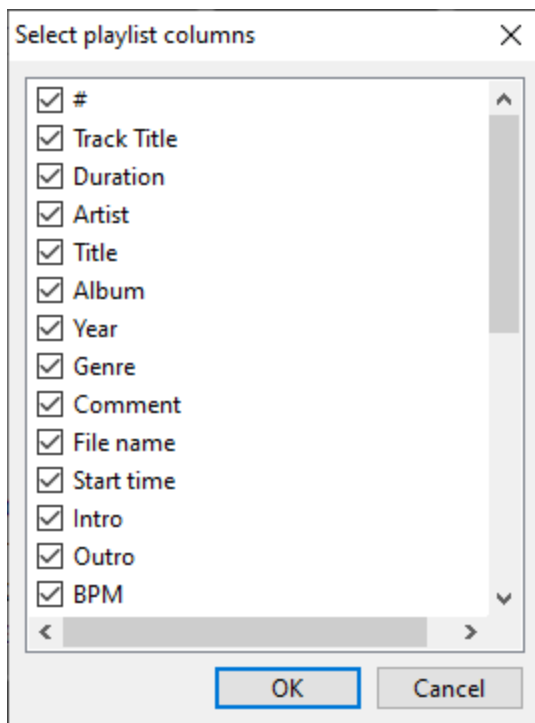 Select playlist columns
#
Track Title
Duration
Artist
Title
Album
Year
Genre
Comment
File name
Start time
Intro
Outro
BPM
OK Cancel